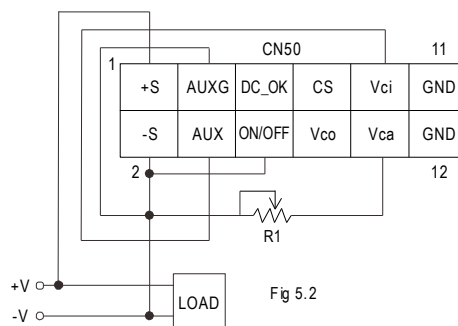 CN50
1 11
+S AUXG DC_OK CS Vci GND
-S AUX ON/OFF Vco Vca GND
2 12
R1
+V
-V
LOAD
Fig 5.2